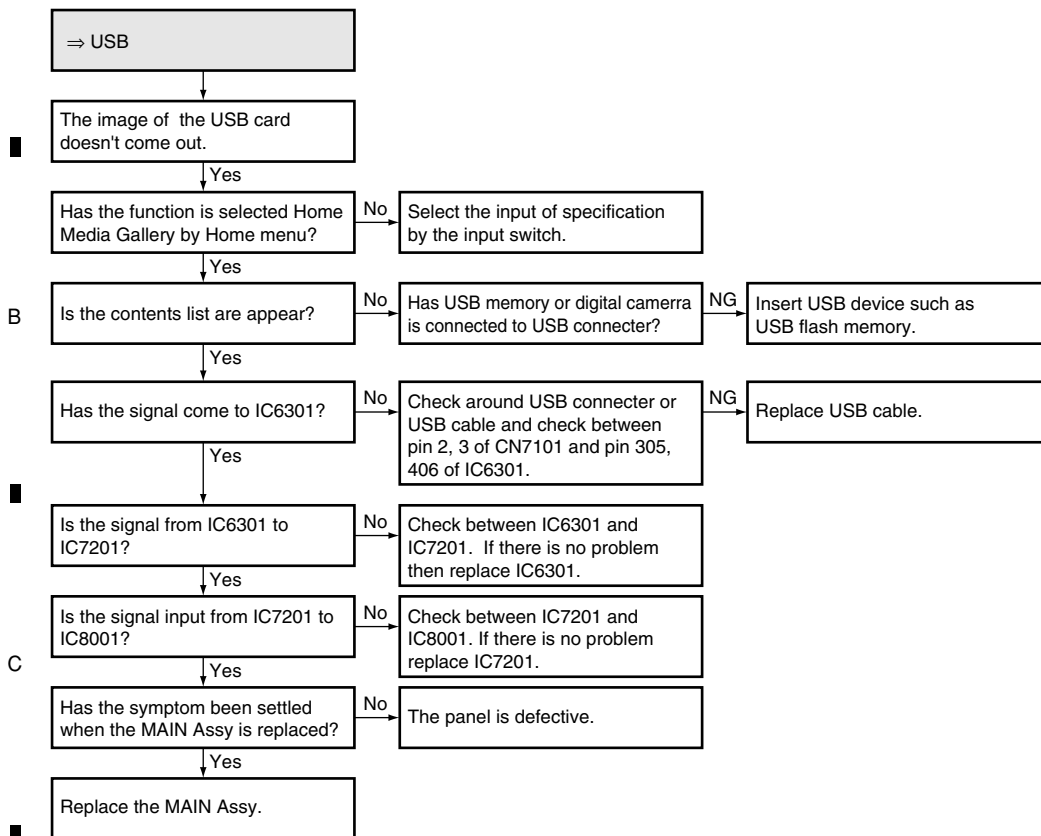 ⇒ USB
The image of the USB card
doesn't come out.
Yes
Has the function is selected Home
Media Gallery by Home menu?
No
Select the input of specification
by the input switch.
Yes
B
Is the contents list are appear?
No
Has USB memory or digital camerra
is connected to USB connecter?
NG
Insert USB device such as
USB flash memory.
Yes
Has the signal come to IC6301?
No
Check around USB connecter or
USB cable and check between
pin 2, 3 of CN7101 and pin 305,
406 of IC6301.
NG
Replace USB cable.
Yes
Is the signal from IC6301 to
IC7201?
No
Check between IC6301 and
IC7201. If there is no problem
then replace IC6301.
Yes
Is the signal input from IC7201 to
IC8001?
No
Check between IC7201 and
IC8001. If there is no problem
replace IC7201.
C
Yes
Has the symptom been settled
when the MAIN Assy is replaced?
No
The panel is defective.
Yes
Replace the MAIN Assy.